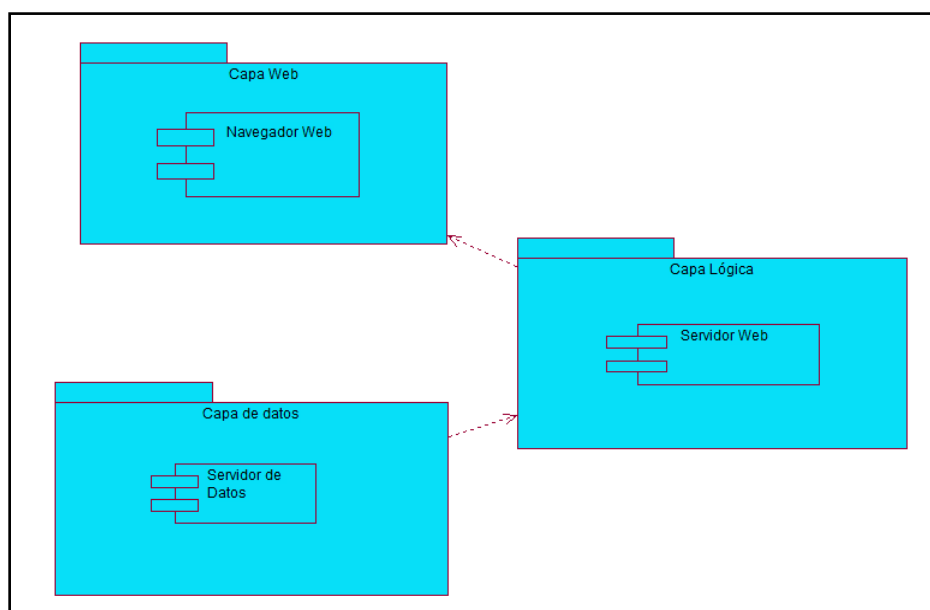 Capa Web
Navegador Web
Capa Lógica
Servidor Web
Capa de datos
Servidor de
Datos